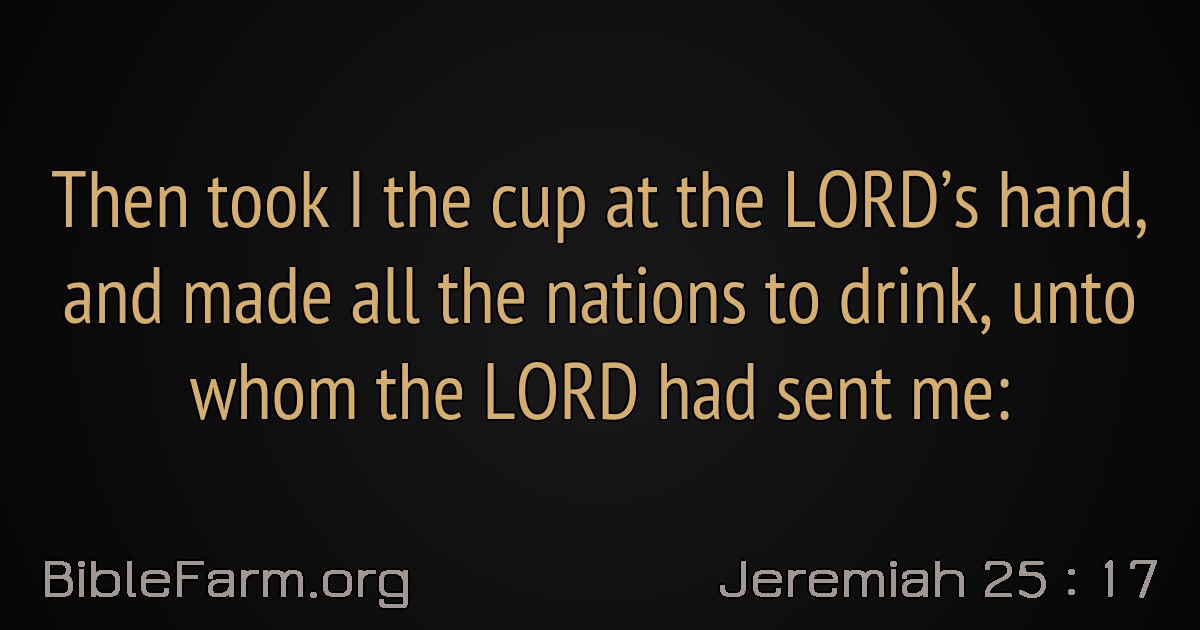 Then took I the cup at the LORD’s hand,
and made all the nations to drink, unto
whom the LORD had sent me:
BibleFarm.org
Jeremiah 25 : 17